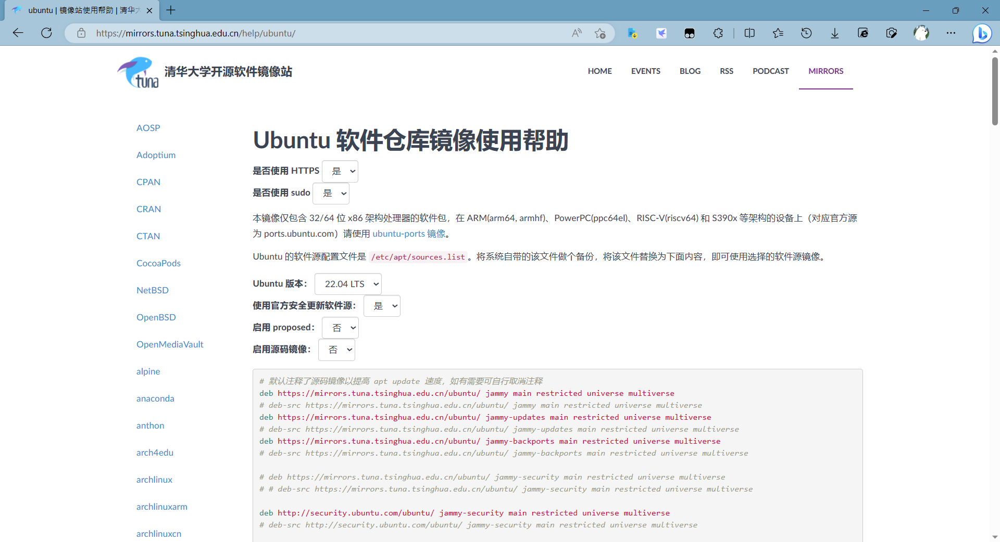 ubuntu | 镜像站使用帮助 | 清华大
https://mirrors.tuna.tsinghua.edu.cn/help/ubuntu/
tuna 清华大学开源软件镜像站
HOME EVENTS BLOG RSS PODCAST MIRRORS
AOSP
Adoptium
CPAN
CRAN
CTAN
CocoaPods
NetBSD
OpenBSD
OpenMediaVault
alpine
anaconda
anthon
arch4edu
archlinux
archlinuxarm
archlinuxcn
Ubuntu 软件仓库镜像使用帮助
是否使用 HTTPS 是
是否使用 sudo 是
本镜像仅包含 32/64 位 x86 架构处理器的软件包，在 ARM(arm64, armhf)、PowerPC(ppc64el)、RISC-V(riscv64) 和 S390x 等架构的设备上（对应官方源
为 ports.ubuntu.com）请使用 ubuntu-ports 镜像。
Ubuntu 的软件源配置文件是 /etc/apt/sources.list。将系统自带的该文件做个备份，将该文件替换为下面内容，即可使用选择的软件源镜像。
Ubuntu 版本： 22.04 LTS
使用官方安全更新软件源： 是
启用 proposed： 否
启用源码镜像： 否
# 默认注释了源码镜像以提高 apt update 速度，如有需要可自行取消注释
deb https://mirrors.tuna.tsinghua.edu.cn/ubuntu/ jammy main restricted universe multiverse
# deb-src https://mirrors.tuna.tsinghua.edu.cn/ubuntu/ jammy main restricted universe multiverse
deb https://mirrors.tuna.tsinghua.edu.cn/ubuntu/ jammy-updates main restricted universe multiverse
# deb-src https://mirrors.tuna.tsinghua.edu.cn/ubuntu/ jammy-updates main restricted universe multiverse
deb https://mirrors.tuna.tsinghua.edu.cn/ubuntu/ jammy-backports main restricted universe multiverse
# deb-src https://mirrors.tuna.tsinghua.edu.cn/ubuntu/ jammy-backports main restricted universe multiverse
# deb https://mirrors.tuna.tsinghua.edu.cn/ubuntu/ jammy-security main restricted universe multiverse
# # deb-src https://mirrors.tuna.tsinghua.edu.cn/ubuntu/ jammy-security main restricted universe multiverse
deb http://security.ubuntu.com/ubuntu/ jammy-security main restricted universe multiverse
# deb-src http://security.ubuntu.com/ubuntu/ jammy-security main restricted universe multiverse